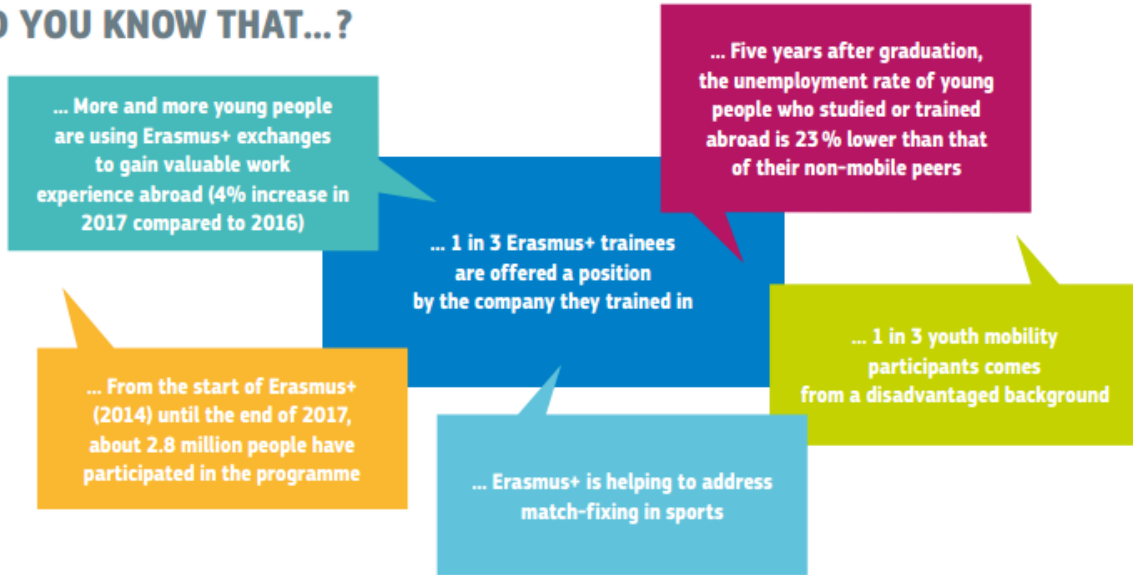 D YOU KNOW THAT...?
... More and more young people
are using Erasmus+ exchanges
to gain valuable work
experience abroad (4% increase in
2017 compared to 2016)
... Five years after graduation,
the unemployment rate of young
people who studied or trained
abroad is 23 % lower than that
of their non-mobile peers
... 1 in 3 Erasmus+ trainees
are offered a position
by the company they trained in
... 1 in 3 youth mobility
participants comes
from a disadvantaged background
... From the start of Erasmus+
(2014) until the end of 2017,
about 2.8 million people have
participated in the programme
... Erasmus+ is helping to address
match-fixing in sports